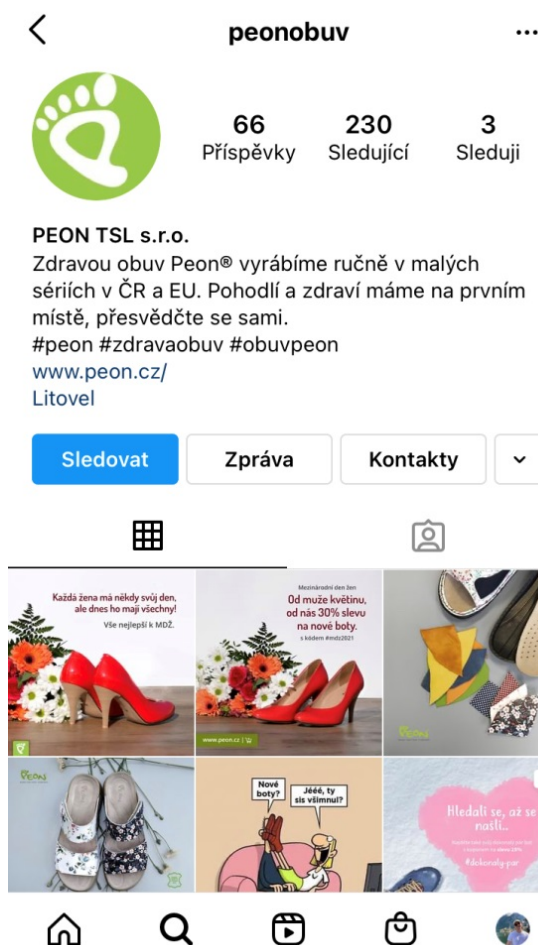 peonobuv
66
Příspěvky
230
Sledující
3
Sleduji
PEON TSL s.r.o.
Zdravou obuv Peon® vyrábíme ručně v malých
sériích v ČR a EU. Pohodlí a zdraví máme na prvním
místě, přesvědčte se sami.
#peon #zdravaobuv #obuvpeon
www.peon.cz/
Litovel
Sledovat
Zpráva
Kontakty
Každá žena má někdy svůj den,
ale dnes ho mají všechny!
Vše nejlepší k MDŽ.
Mezinárodní den žen
Od muže květinu,
od nás 30% slevu
na nové boty.
s kódem #mdz2021
www.peon.cz
Peon
Peon
Nové
boty?
Jééé, ty
sis všimnul?
Hledali se, až se
našli..
#dokonaly-par